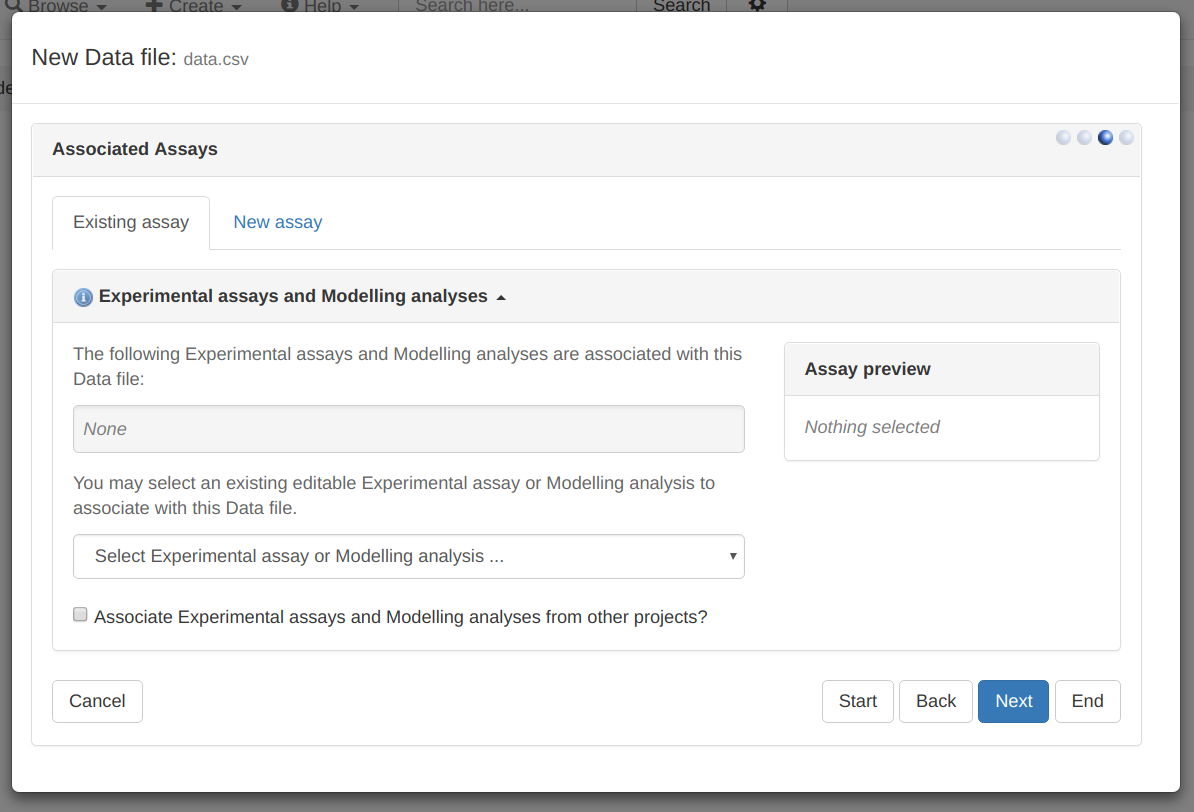 Browse Create Help Search here... Search
New Data file: data.csv
de
Associated Assays
Existing assay New assay
Experimental assays and Modelling analyses
The following Experimental assays and Modelling analyses are associated with this
Data file:
None
Assay preview
Nothing selected
You may select an existing editable Experimental assay or Modelling analysis to
associate with this Data file.
Select Experimental assay or Modelling analysis ...
Associate Experimental assays and Modelling analyses from other projects?
Cancel Start Back Next End